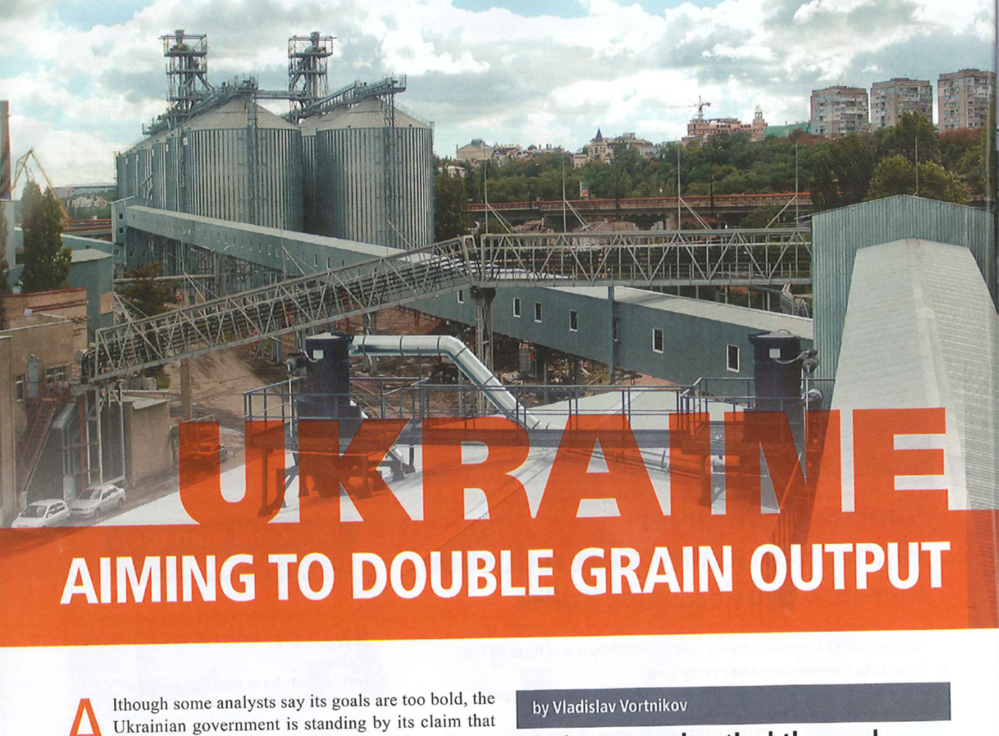 UKRAINE
AIMING TO DOUBLE GRAIN OUTPUT
Although some analysts say its goals are too bold, the
Ukrainian government is standing by its claim that
by Vladislav Vortnikov